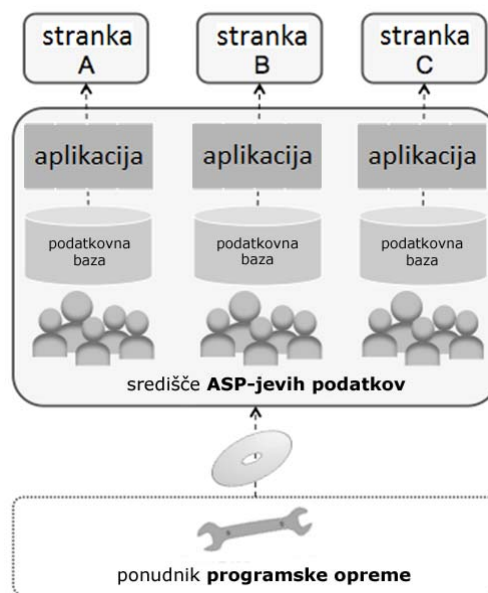 stranka
A
stranka
B
stranka
C
aplikacija
aplikacija
aplikacija
podatkovna
baza
podatkovna
baza
podatkovna
baza
središče ASP-jevih podatkov
ponudnik programske opreme